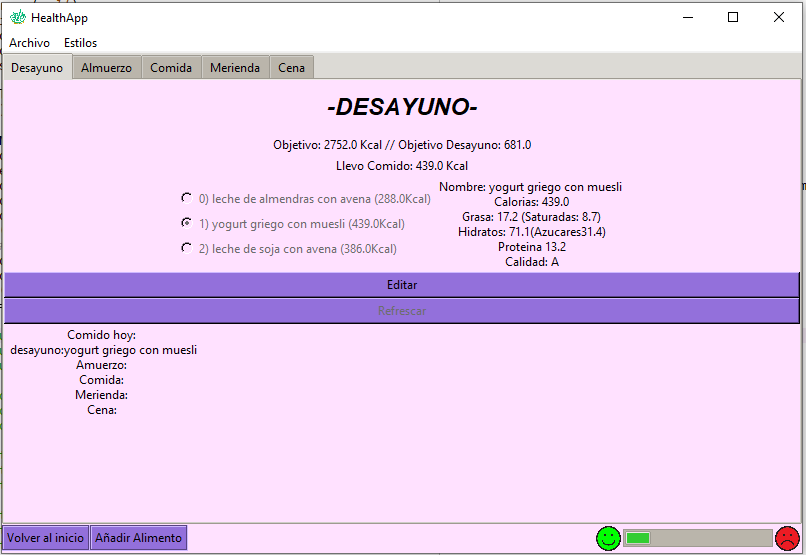 HealthApp
Archivo Estilos
Desayuno Almuerzo Comida Merienda Cena
-DESAYUNO-
Objetivo: 2752.0 Kcal // Objetivo Desayuno: 681.0
Llevo Comido: 439.0 Kcal
0) leche de almendras con avena (288.0Kcal)
1) yogurt griego con muesli (439.0Kcal)
2) leche de soja con avena (386.0Kcal)
Nombre: yogurt griego con muesli
Calorias: 439.0
Grasa: 17.2 (Saturadas: 8.7)
Hidratos: 71.1(Azucares31.4)
Proteina 13.2
Calidad: A
Editar
Refrescar
Comido hoy:
desayuno:yogurt griego con muesli
Amuerzo:
Comida:
Merienda:
Cena:
Volver al inicio Añadir Alimento